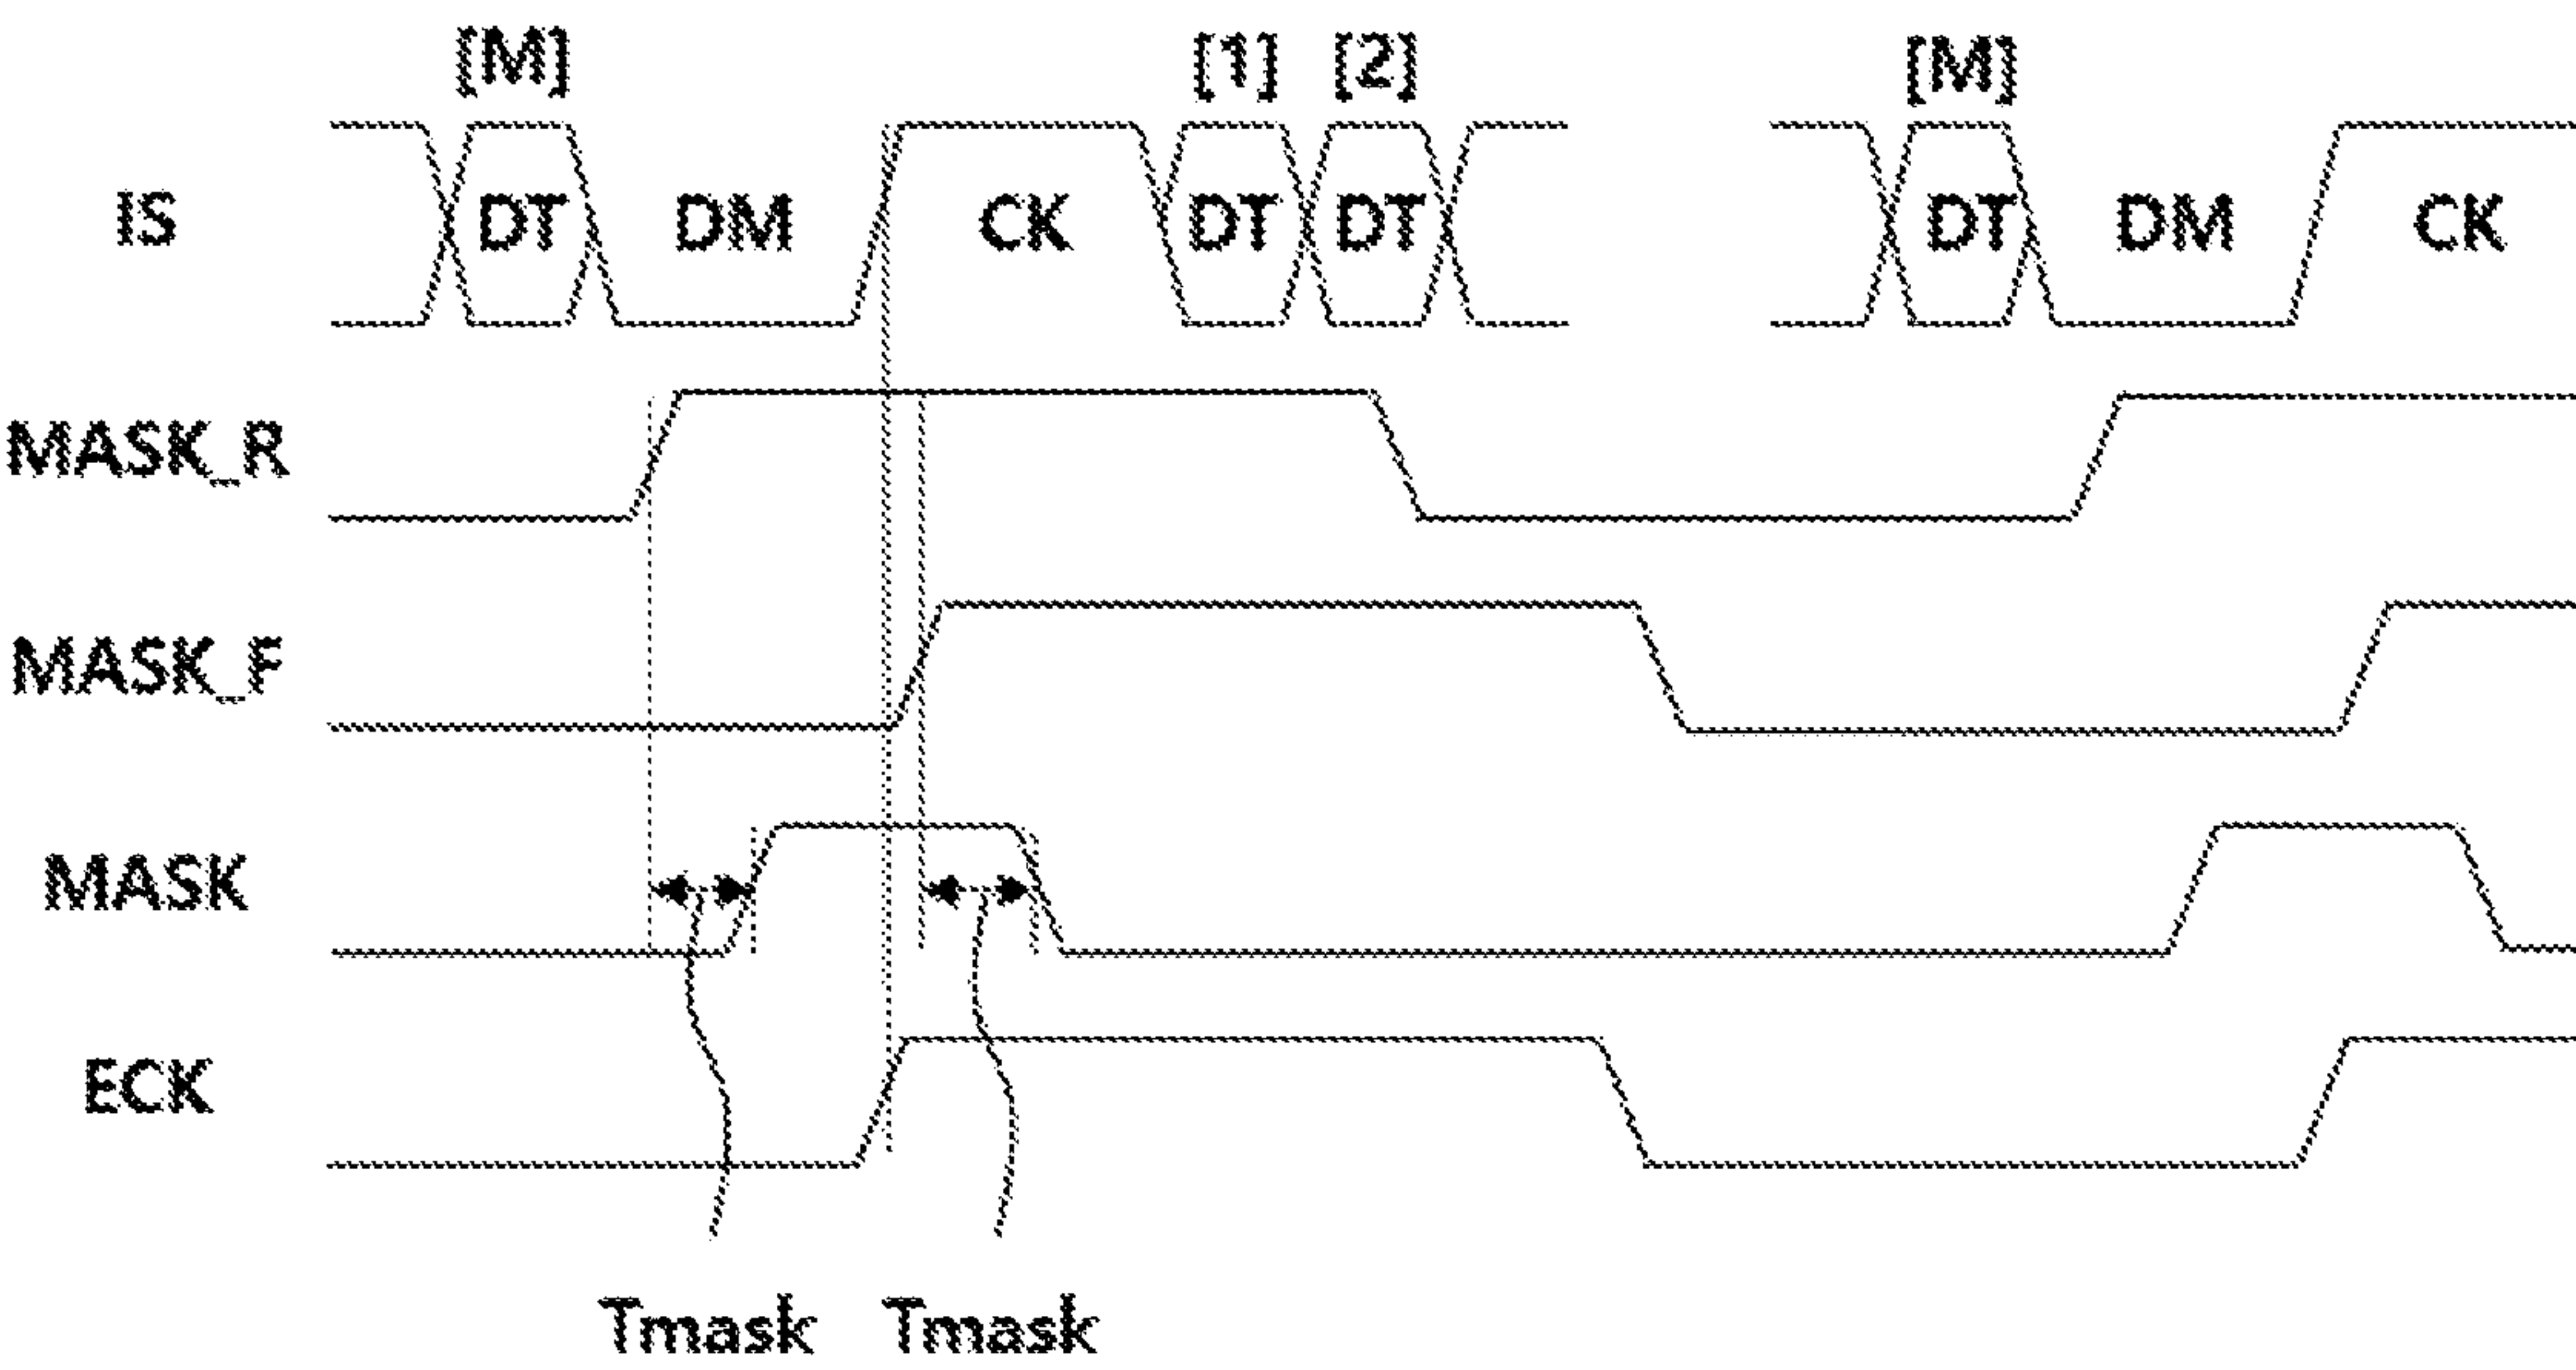 [M] [1] [2] [M]
IS DT DM CK DT DT DT DM CK
MASK_R
MASK_F
MASK
ECK
Tmask Tmask